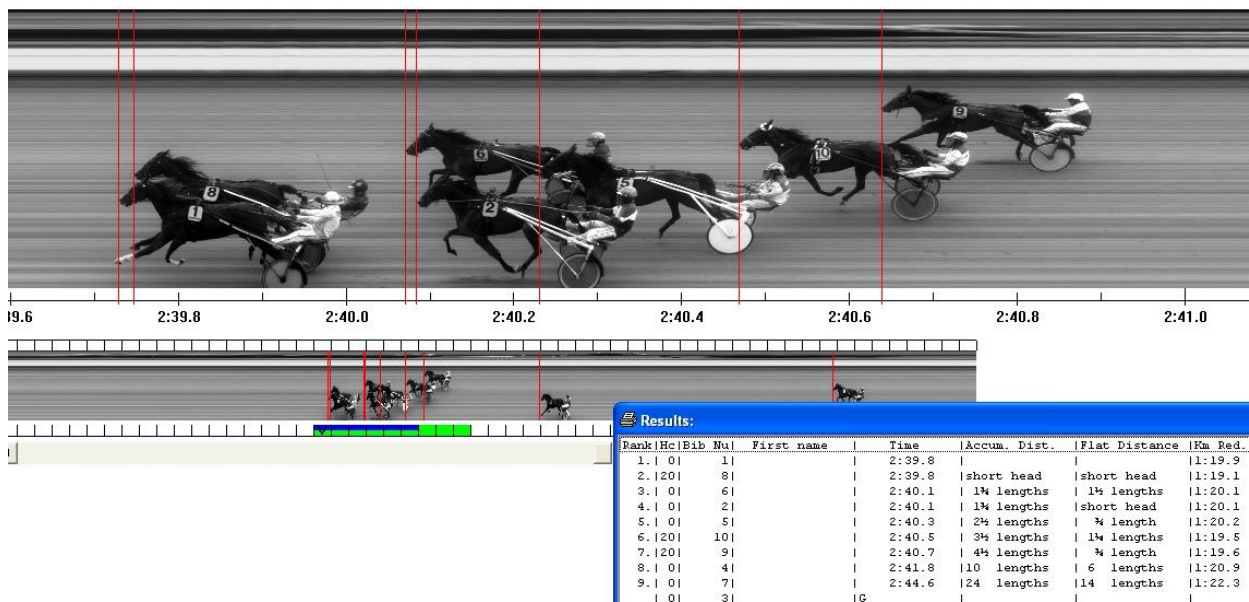 8
1
6
2
5
10
9
39.6 2:39.8 2:40.0 2:40.2 2:40.4 2:40.6 2:40.8 2:41.0
Results:
Rank|Hc|Bib Nu| First name | Time |Accum. Dist. |Flat Distance |Km Red.
1.| 0| 1| | 2:39.8 | | |1:19.9
2.|20| 8| | 2:39.8 |short head |short head |1:19.1
3.| 0| 6| | 2:40.1 | 1¾ lengths | 1½ lengths |1:20.1
4.| 0| 2| | 2:40.1 | 1¾ lengths |short head |1:20.1
5.| 0| 5| | 2:40.3 | 2½ lengths | ¾ length |1:20.2
6.|20| 10| | 2:40.5 | 3½ lengths | 1¼ lengths |1:19.5
7.|20| 9| | 2:40.7 | 4½ lengths | ¾ length |1:19.6
8.| 0| 4| | 2:41.8 |10 lengths | 6 lengths |1:20.9
9.| 0| 7| | 2:44.6 |24 lengths |14 lengths |1:22.3
| 0| 3| |G | | |